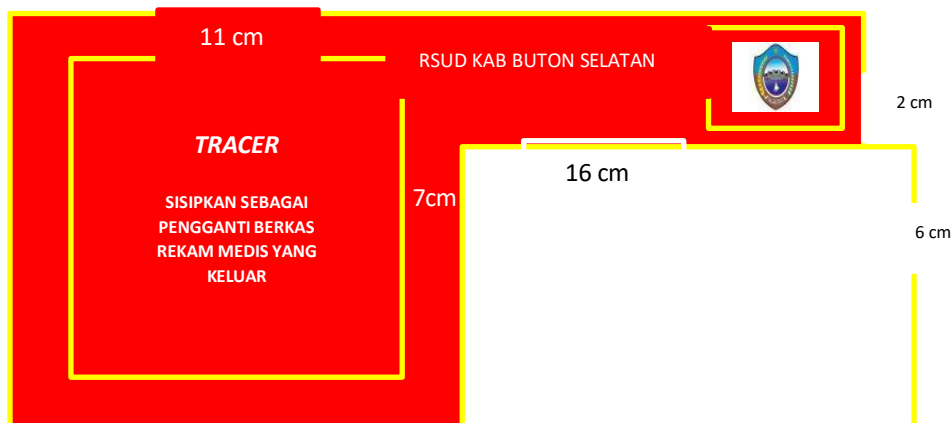 11 cm
RSUD KAB BUTON SELATAN
2 cm
TRACER
16 cm
7cm
SISIPKAN SEBAGAI
PENGGANTI BERKAS
REKAM MEDIS YANG
KELUAR
6 cm